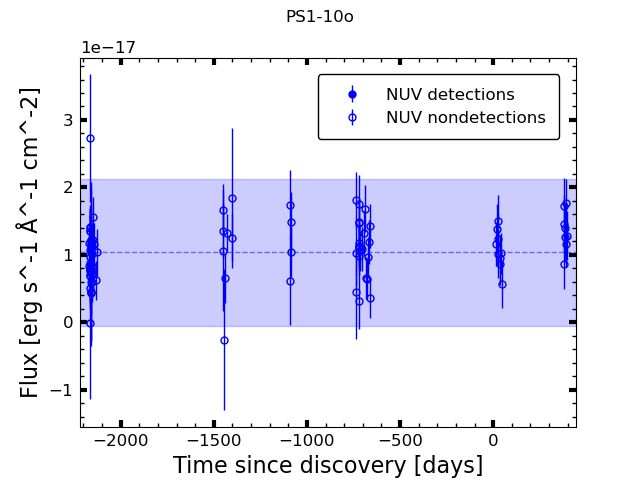 PS1-10o
1e−17
NUV detections
NUV nondetections
3
2
1
0
−1
Flux [erg s^-1 Å^-1 cm^-2]
−2000
−1500
−1000
−500
0
Time since discovery [days]